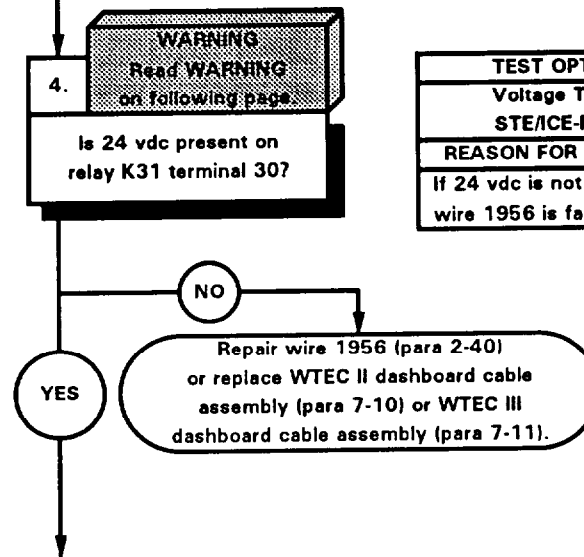 WARNING
Read WARNING
on following page.
4.
Is 24 vdc present on
relay K31 terminal 30?
TEST OPT
Voltage T
STE/ICE-
REASON FOR
If 24 vdc is not
wire 1956 is fa
NO
YES
Repair wire 1956 (para 2-40)
or replace WTEC II dashboard cable
assembly (para 7-10) or WTEC III
dashboard cable assembly (para 7-11).